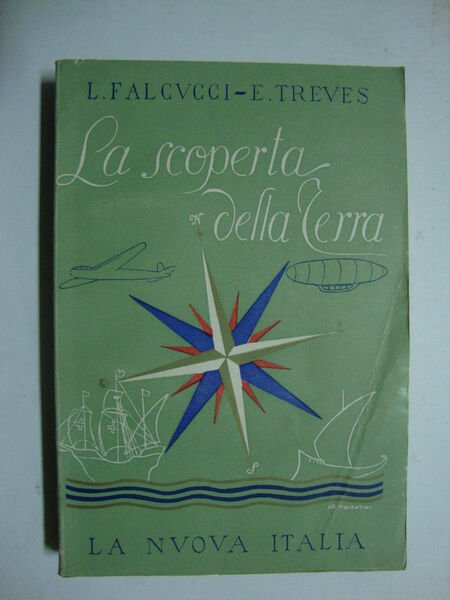 L. FALCVCCI - E. TREVES
La scoperta
della Terra
N
S
LA NVOVA ITALIA